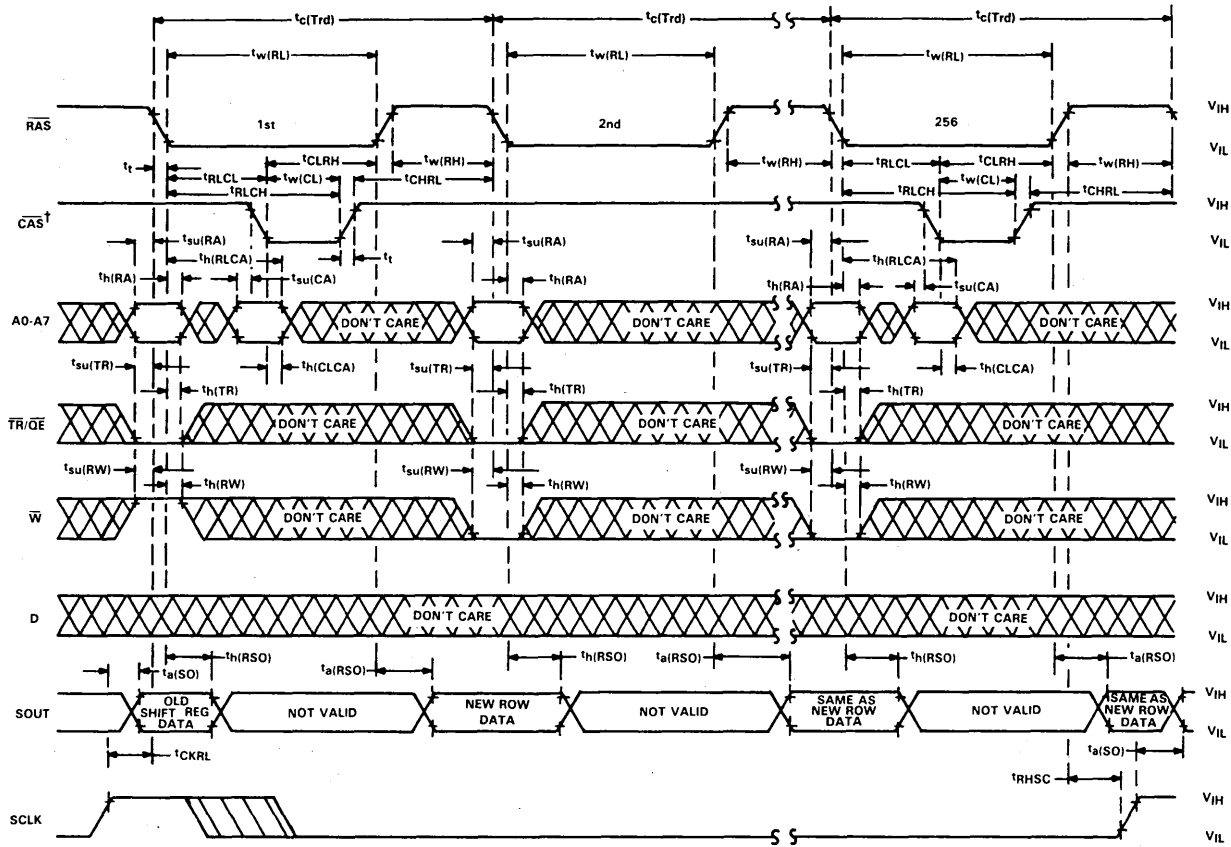 tc(Trd) tc(Trd) tc(Trd)
tw(RL) tw(RL) tw(RL)
RAS 1st 2nd 256 VIH
VIL
tt tCLRH tw(RH) tw(RH) tRLCL tCLRH tw(RH)
tRLCL tw(CL) tCHRL tw(CL)
tRLCH tRLCH tCHRL
CAS† VIH
VIL
tsu(RA) tt tsu(RA) tsu(RA)
th(RLCA) th(RLCA)
th(RA) tsu(CA) th(RA) th(RA) tsu(CA)
A0-A7 DON'T CARE DON'T CARE DON'T CARE VIH
VIL
tsu(TR) th(CLCA) tsu(TR) tsu(TR) th(CLCA)
th(TR) th(TR) th(TR)
TR/QE DON'T CARE DON'T CARE DON'T CARE VIH
VIL
tsu(RW) tsu(RW) tsu(RW)
th(RW) th(RW) th(RW)
W DON'T CARE DON'T CARE DON'T CARE VIH
VIL
D DON'T CARE DON'T CARE VIH
VIL
ta(SO) th(RSO) ta(RSO) th(RSO) ta(RSO) th(RSO) ta(RSO)
SOUT OLD SHIFT REG DATA NOT VALID NEW ROW DATA NOT VALID SAME AS NEW ROW DATA NOT VALID SAME AS NEW ROW DATA VIH
VIL
tCKRL ta(SO)
tRHSC
SCLK VIH
VIL